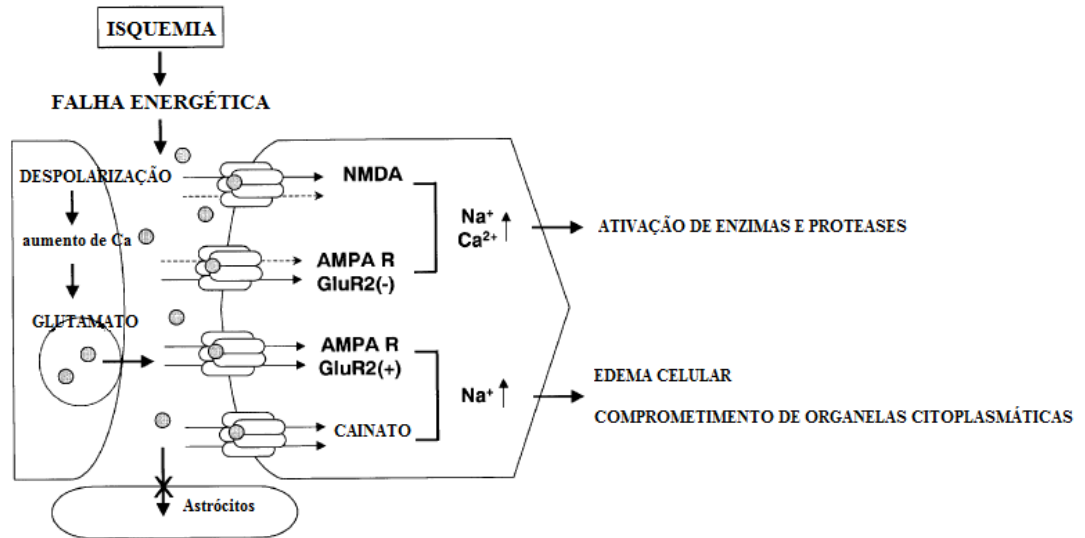 ISQUEMIA
FALHA ENERGÉTICA
DESPOLARIZAÇÃO
aumento de Ca
GLUTAMATO
NMDA
AMPA R
GluR2(-)
Na⁺
Ca²⁺
ATIVAÇÃO DE ENZIMAS E PROTEASES
AMPA R
GluR2(+)
CAINATO
Na⁺
EDEMA CELULAR
COMPROMETIMENTO DE ORGANELAS CITOPLASMÁTICAS
Astrócitos